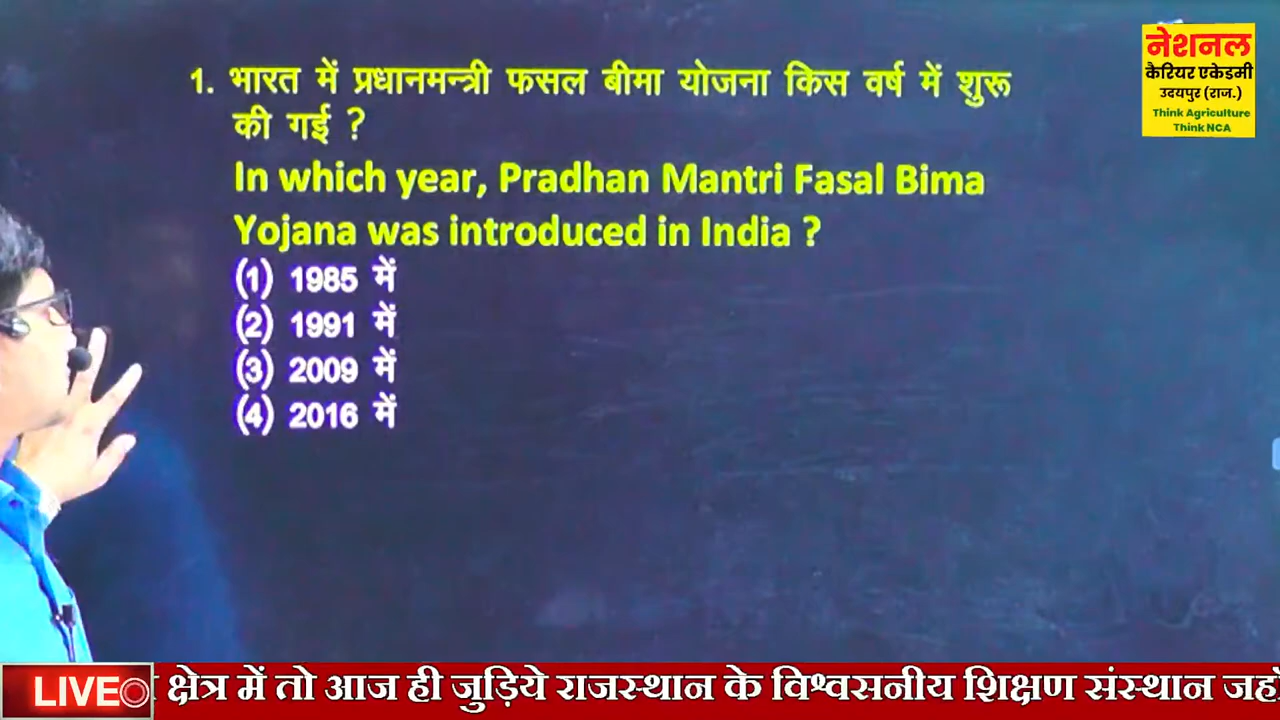 1. भारत में प्रधानमन्त्री फसल बीमा योजना किस वर्ष में शुरू
की गई ?
In which year, Pradhan Mantri Fasal Bima
Yojana was introduced in India ?
(1) 1985 में
(2) 1991 में
(3) 2009 में
(4) 2016 में
नेशनल
कैरियर एकेडमी
उदयपुर (राज.)
Think Agriculture
Think NCA
LIVE
क्षेत्र में तो आज ही जुड़िये राजस्थान के विश्वसनीय शिक्षण संस्थान